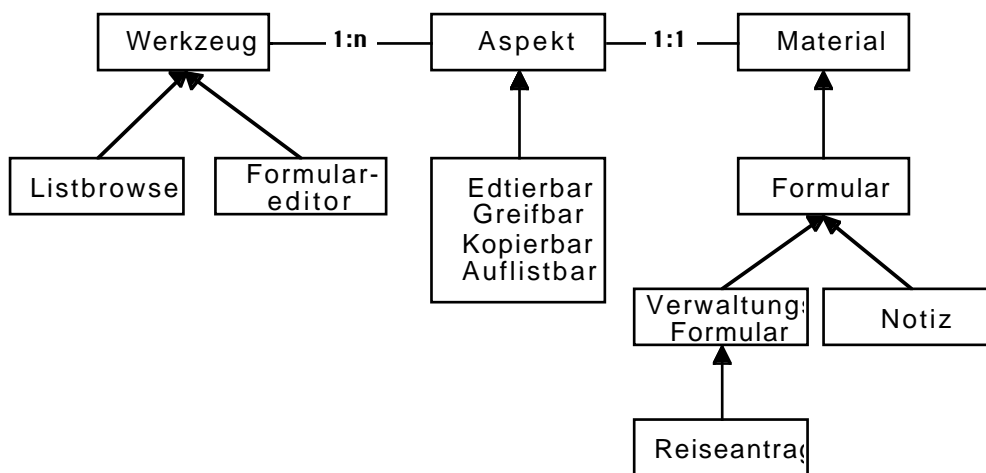 Werkzeug 1:n Aspekt 1:1 Material
Listbrowse
Formular-
editor
Edtierbar
Greifbar
Kopierbar
Auflistbar
Formular
Verwaltungs
Formular
Notiz
Reiseantrag